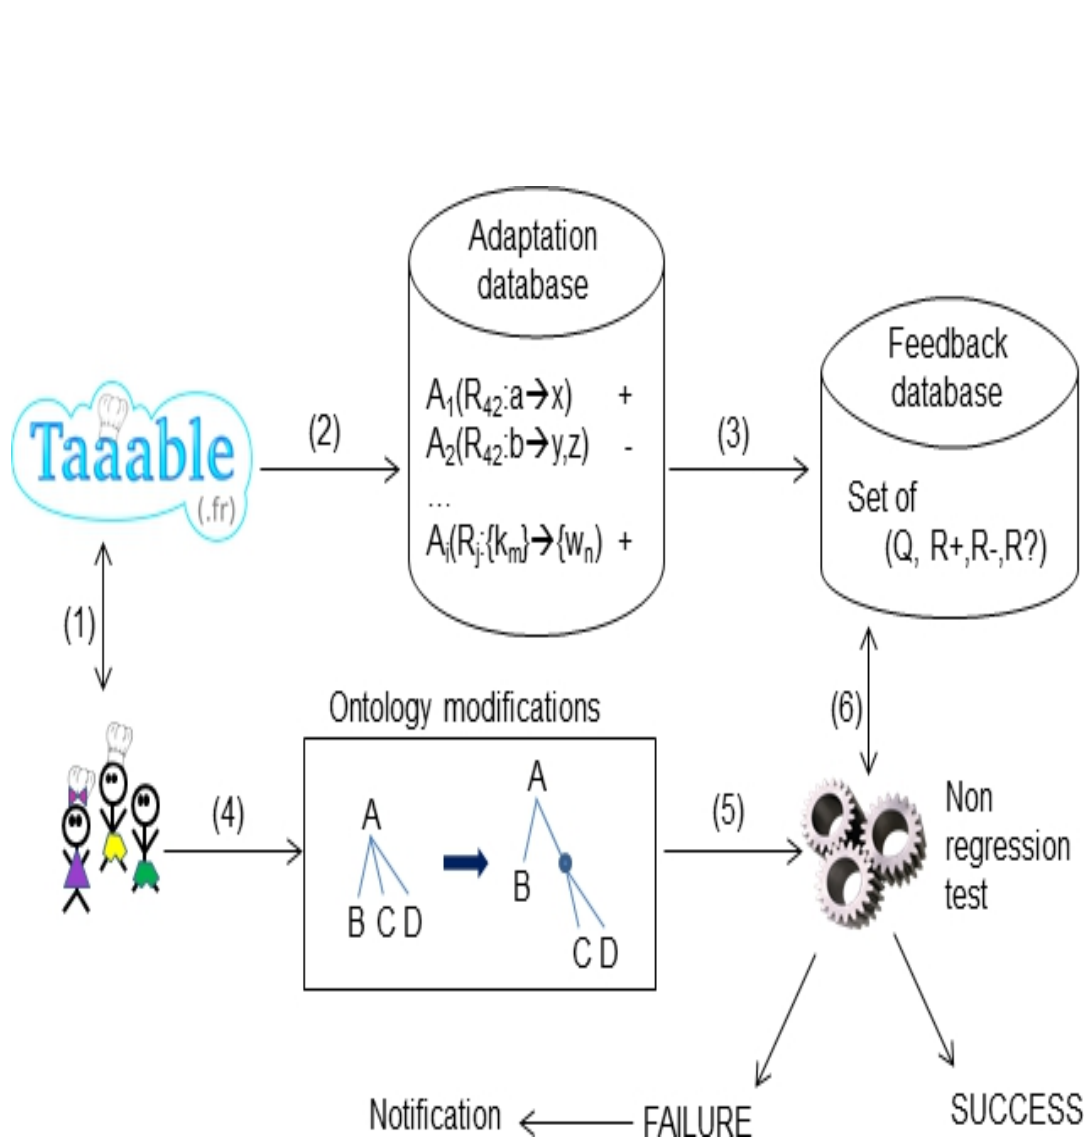 Adaptation
database
A₁(R₄₂:a→x) +
A₂(R₄₂:b→y,z) -
...
Aᵢ(Rⱼ:{kₘ}→{wₙ) +
Feedback
database
Set of
(Q, R+,R-,R?)
Taaable
(.fr)
(1)
(2)
(3)
(4)
(5)
(6)
Ontology modifications
A
B C D
A
B
C D
Non
regression
test
Notification
FAILURE
SUCCESS